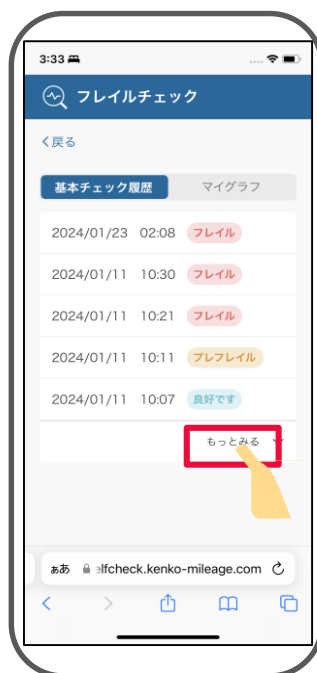 3:33
フレイルチェック
戻る
基本チェック履歴 マイグラフ
2024/01/23 02:08 フレイル
2024/01/11 10:30 フレイル
2024/01/11 10:21 フレイル
2024/01/11 10:11 プレフレイル
2024/01/11 10:07 良好です
もっとみる
ぁあ elfcheck.kenko-mileage.com